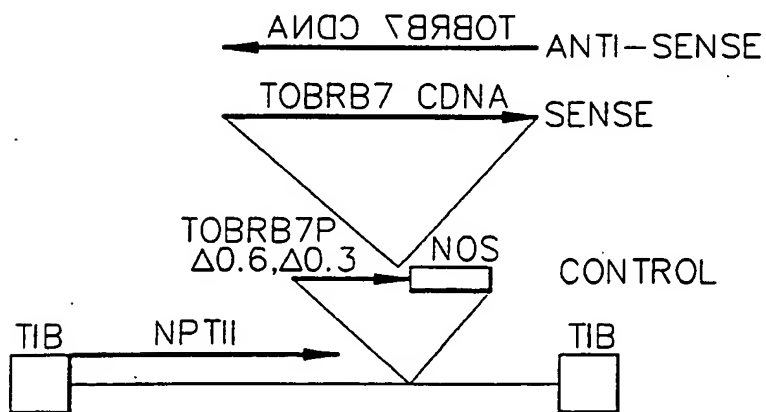 TOBRB7 CDNA
ANTI-SENSE
TOBRB7 CDNA
SENSE
TOBRB7P
Δ0.6,Δ0.3
NOS
CONTROL
TIB
NPTII
TIB